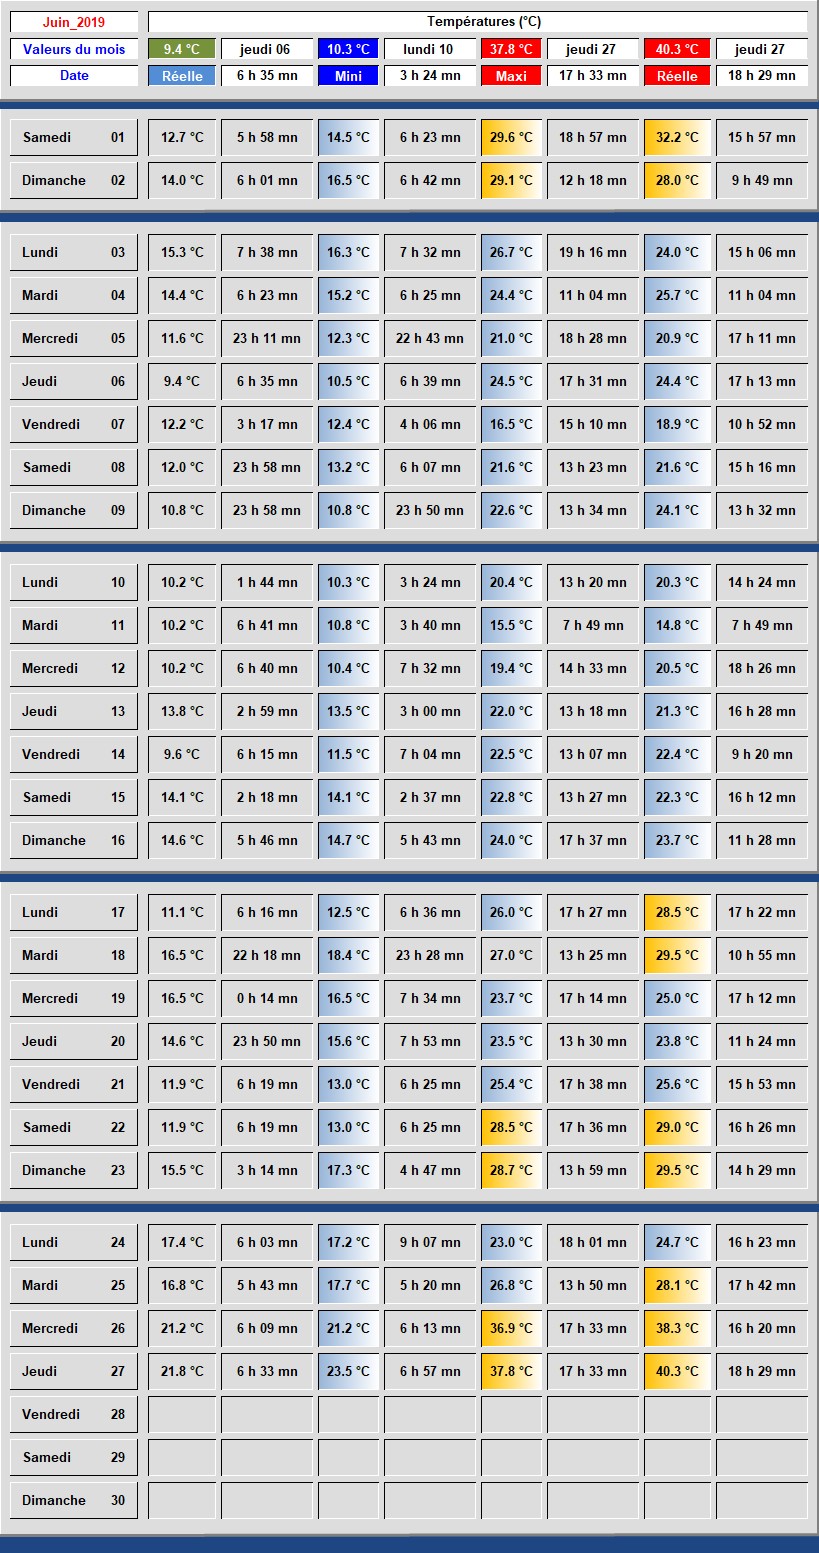 Juin_2019 Températures (°C)
Valeurs du mois 9.4 °C jeudi 06 10.3 °C lundi 10 37.8 °C jeudi 27 40.3 °C jeudi 27
Date Réelle 6 h 35 mn Mini 3 h 24 mn Maxi 17 h 33 mn Réelle 18 h 29 mn
Samedi 01 12.7 °C 5 h 58 mn 14.5 °C 6 h 23 mn 29.6 °C 18 h 57 mn 32.2 °C 15 h 57 mn
Dimanche 02 14.0 °C 6 h 01 mn 16.5 °C 6 h 42 mn 29.1 °C 12 h 18 mn 28.0 °C 9 h 49 mn
Lundi 03 15.3 °C 7 h 38 mn 16.3 °C 7 h 32 mn 26.7 °C 19 h 16 mn 24.0 °C 15 h 06 mn
Mardi 04 14.4 °C 6 h 23 mn 15.2 °C 6 h 25 mn 24.4 °C 11 h 04 mn 25.7 °C 11 h 04 mn
Mercredi 05 11.6 °C 23 h 11 mn 12.3 °C 22 h 43 mn 21.0 °C 18 h 28 mn 20.9 °C 17 h 11 mn
Jeudi 06 9.4 °C 6 h 35 mn 10.5 °C 6 h 39 mn 24.5 °C 17 h 31 mn 24.4 °C 17 h 13 mn
Vendredi 07 12.2 °C 3 h 17 mn 12.4 °C 4 h 06 mn 16.5 °C 15 h 10 mn 18.9 °C 10 h 52 mn
Samedi 08 12.0 °C 23 h 58 mn 13.2 °C 6 h 07 mn 21.6 °C 13 h 23 mn 21.6 °C 15 h 16 mn
Dimanche 09 10.8 °C 23 h 58 mn 10.8 °C 23 h 50 mn 22.6 °C 13 h 34 mn 24.1 °C 13 h 32 mn
Lundi 10 10.2 °C 1 h 44 mn 10.3 °C 3 h 24 mn 20.4 °C 13 h 20 mn 20.3 °C 14 h 24 mn
Mardi 11 10.2 °C 6 h 41 mn 10.8 °C 3 h 40 mn 15.5 °C 7 h 49 mn 14.8 °C 7 h 49 mn
Mercredi 12 10.2 °C 6 h 40 mn 10.4 °C 7 h 32 mn 19.4 °C 14 h 33 mn 20.5 °C 18 h 26 mn
Jeudi 13 13.8 °C 2 h 59 mn 13.5 °C 3 h 00 mn 22.0 °C 13 h 18 mn 21.3 °C 16 h 28 mn
Vendredi 14 9.6 °C 6 h 15 mn 11.5 °C 7 h 04 mn 22.5 °C 13 h 07 mn 22.4 °C 9 h 20 mn
Samedi 15 14.1 °C 2 h 18 mn 14.1 °C 2 h 37 mn 22.8 °C 13 h 27 mn 22.3 °C 16 h 12 mn
Dimanche 16 14.6 °C 5 h 46 mn 14.7 °C 5 h 43 mn 24.0 °C 17 h 37 mn 23.7 °C 11 h 28 mn
Lundi 17 11.1 °C 6 h 16 mn 12.5 °C 6 h 36 mn 26.0 °C 17 h 27 mn 28.5 °C 17 h 22 mn
Mardi 18 16.5 °C 22 h 18 mn 18.4 °C 23 h 28 mn 27.0 °C 13 h 25 mn 29.5 °C 10 h 55 mn
Mercredi 19 16.5 °C 0 h 14 mn 16.5 °C 7 h 34 mn 23.7 °C 17 h 14 mn 25.0 °C 17 h 12 mn
Jeudi 20 14.6 °C 23 h 50 mn 15.6 °C 7 h 53 mn 23.5 °C 13 h 30 mn 23.8 °C 11 h 24 mn
Vendredi 21 11.9 °C 6 h 19 mn 13.0 °C 6 h 25 mn 25.4 °C 17 h 38 mn 25.6 °C 15 h 53 mn
Samedi 22 11.9 °C 6 h 19 mn 13.0 °C 6 h 25 mn 28.5 °C 17 h 36 mn 29.0 °C 16 h 26 mn
Dimanche 23 15.5 °C 3 h 14 mn 17.3 °C 4 h 47 mn 28.7 °C 13 h 59 mn 29.5 °C 14 h 29 mn
Lundi 24 17.4 °C 6 h 03 mn 17.2 °C 9 h 07 mn 23.0 °C 18 h 01 mn 24.7 °C 16 h 23 mn
Mardi 25 16.8 °C 5 h 43 mn 17.7 °C 5 h 20 mn 26.8 °C 13 h 50 mn 28.1 °C 17 h 42 mn
Mercredi 26 21.2 °C 6 h 09 mn 21.2 °C 6 h 13 mn 36.9 °C 17 h 33 mn 38.3 °C 16 h 20 mn
Jeudi 27 21.8 °C 6 h 33 mn 23.5 °C 6 h 57 mn 37.8 °C 17 h 33 mn 40.3 °C 18 h 29 mn
Vendredi 28
Samedi 29
Dimanche 30